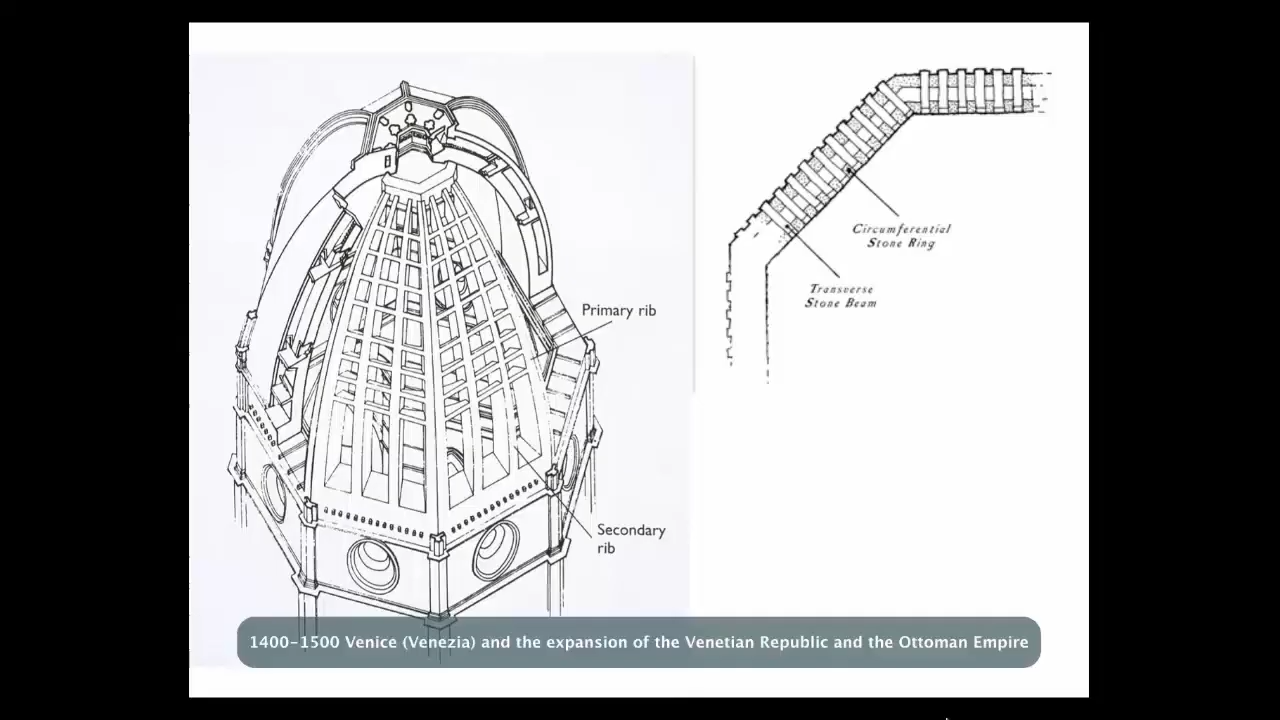 Circumferential
Stone Ring
Transverse
Stone Beam
Primary rib
Secondary
rib
1400-1500 Venice (Venezia) and the expansion of the Venetian Republic and the Ottoman Empire